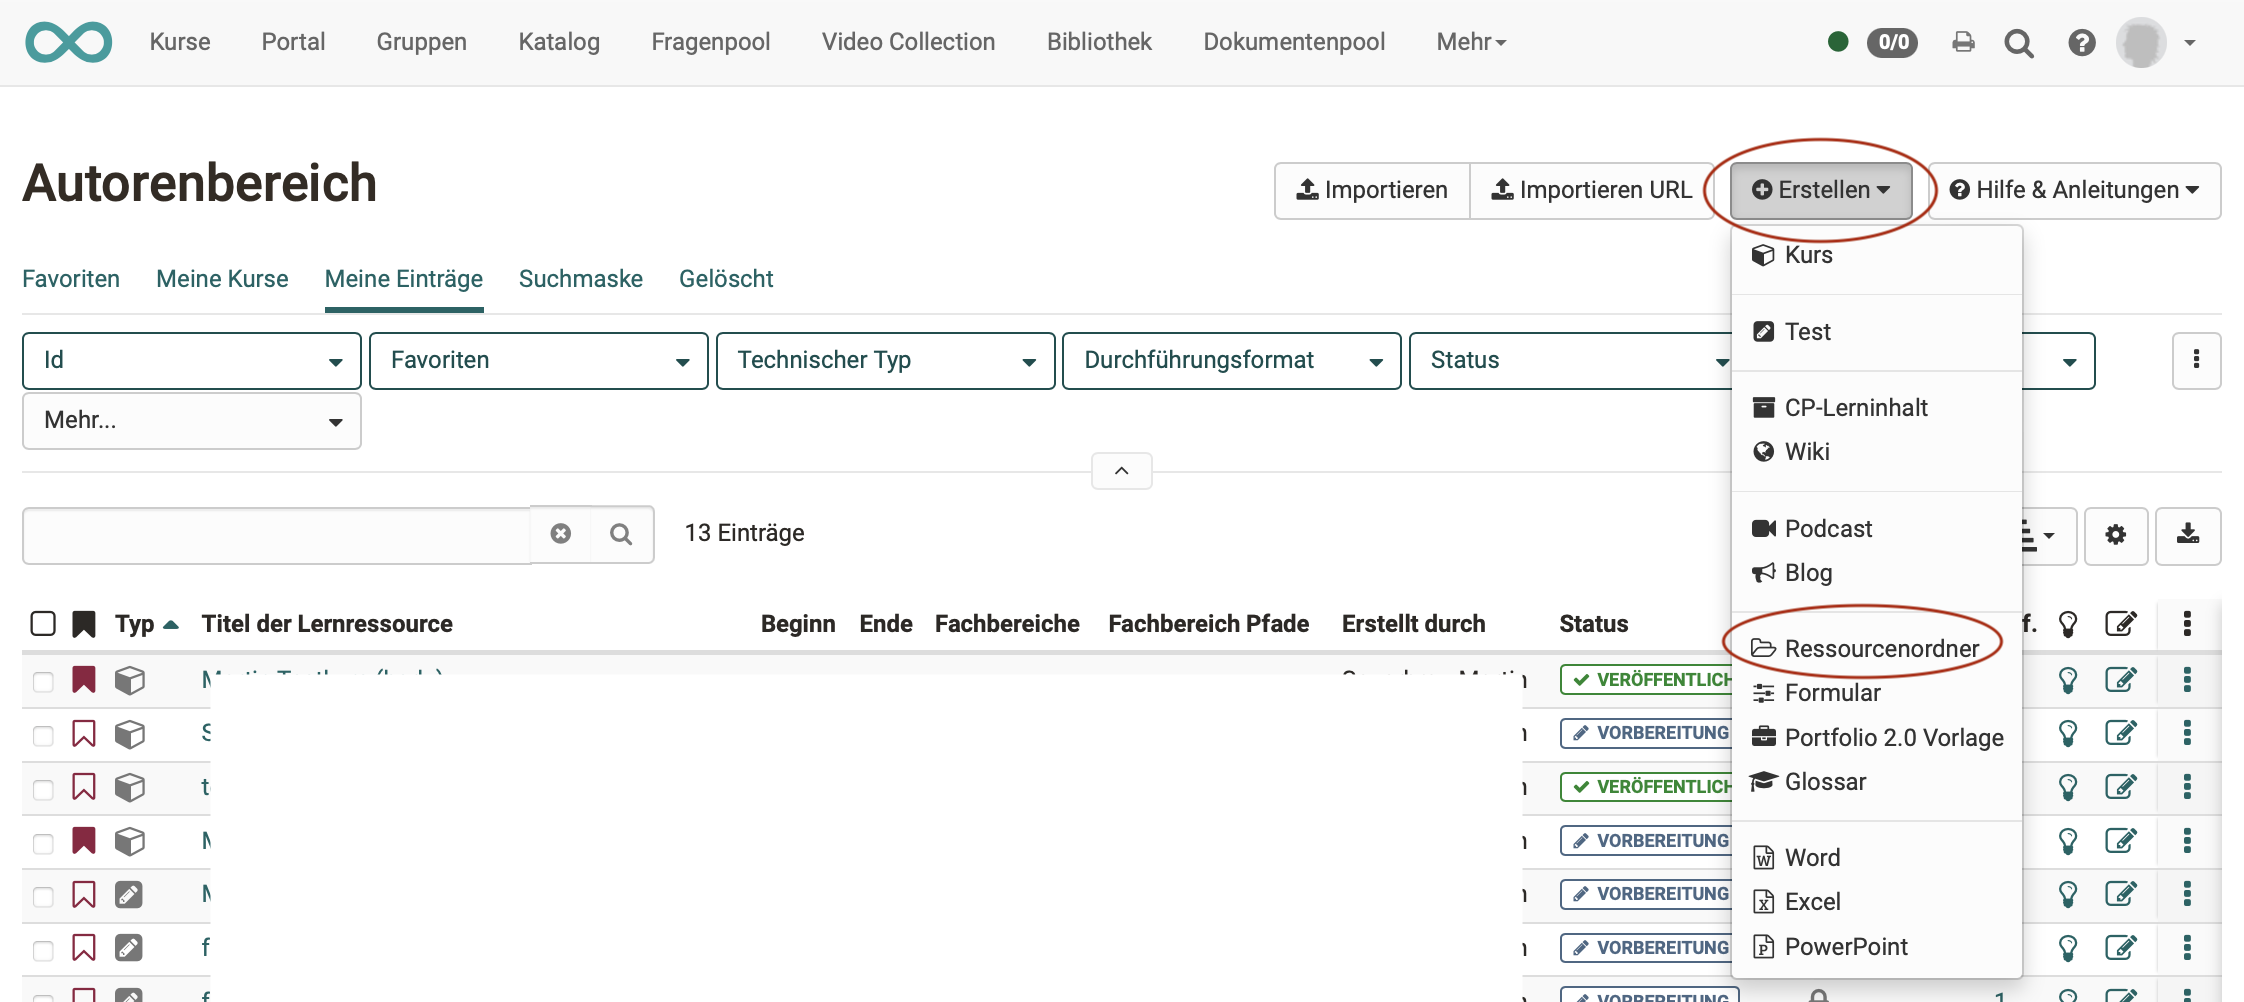 Kurse Portal Gruppen Katalog Fragenpool Video Collection Bibliothek Dokumentenpool Mehr 0/0
Autorenbereich
Importieren Importieren URL Erstellen Hilfe & Anleitungen
Favoriten Meine Kurse Meine Einträge Suchmaske Gelöscht
Id Favoriten Technischer Typ Durchführungsformat Status
Mehr...
13 Einträge
Typ Titel der Lernressource Beginn Ende Fachbereiche Fachbereich Pfade Erstellt durch Status f.
VERÖFFENTLICH
VORBEREITUNG
VERÖFFENTLICH
VORBEREITUNG
VORBEREITUNG
VORBEREITUNG
VORBEREITUNG 1
Kurs
Test
CP-Lerninhalt
Wiki
Podcast
Blog
Ressourcenordner
Formular
Portfolio 2.0 Vorlage
Glossar
Word
Excel
PowerPoint